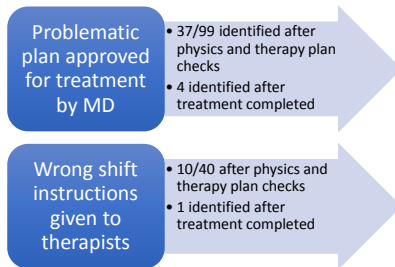 Problematic
plan approved
for treatment
by MD
• 37/99 identified after
physics and therapy plan
checks
• 4 identified after
treatment completed
Wrong shift
instructions
given to
therapists
• 10/40 after physics and
therapy plan checks
• 1 identified after
treatment completed